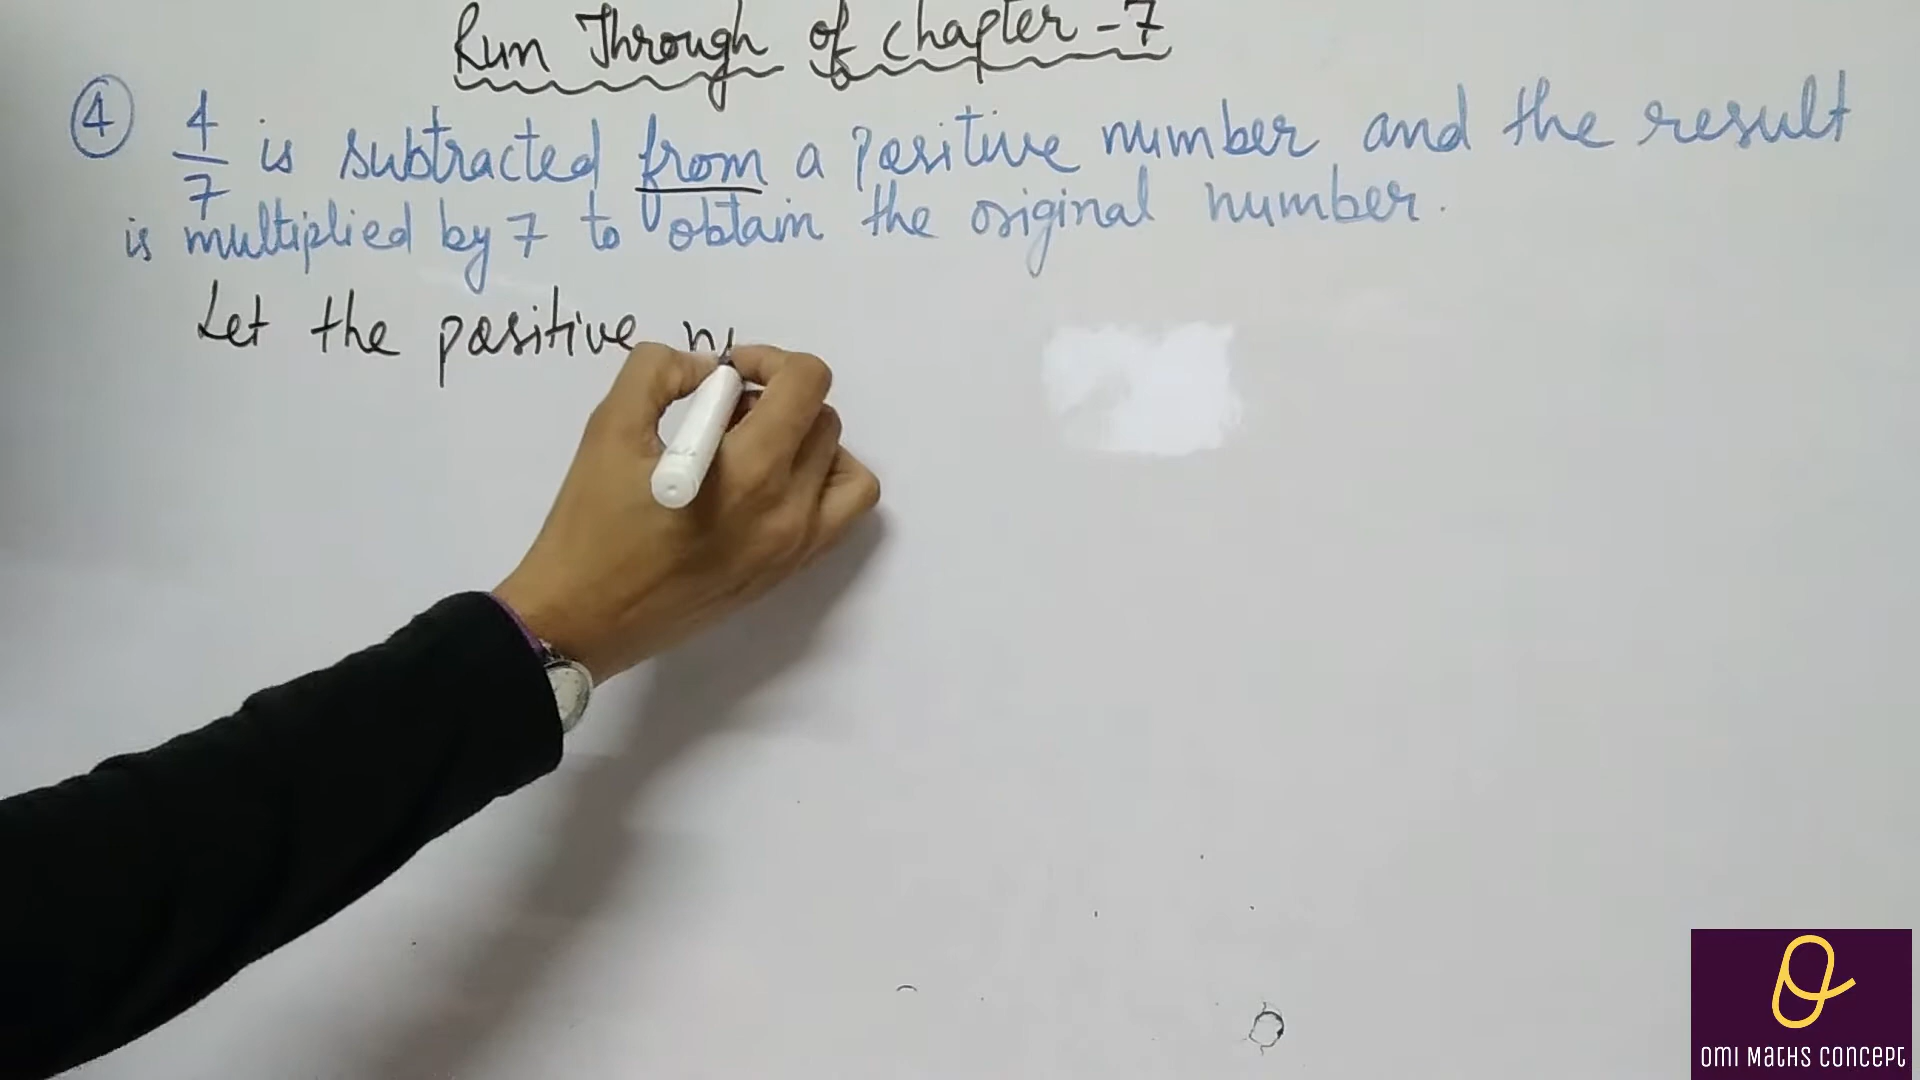 Run Through of chapter - 7
④ 4/7 is subtracted from a positive number and the result
is multiplied by 7 to obtain the original number.
Let the positive
OMI MATHS CONCEPT